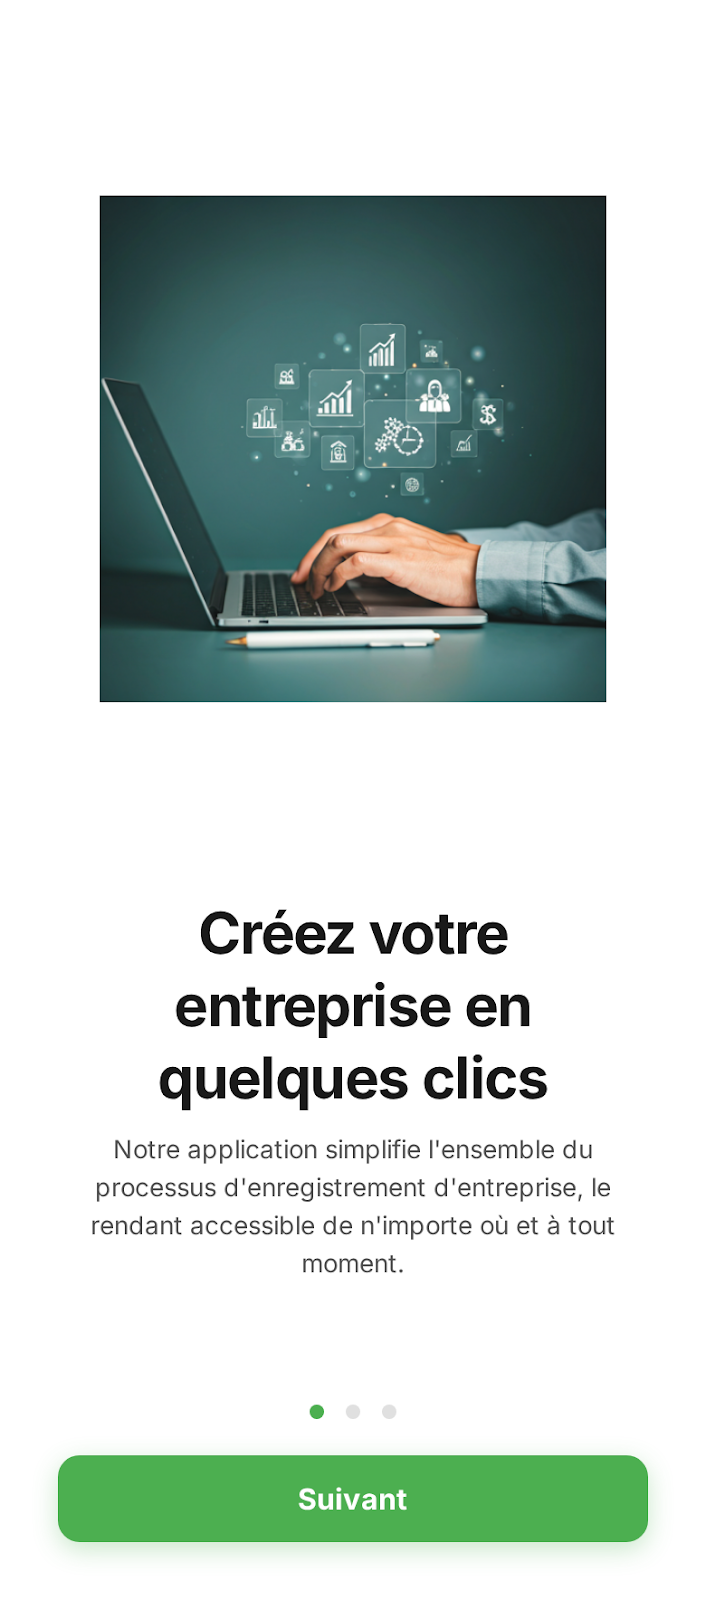 Créez votre
entreprise en
quelques clics
Notre application simplifie l'ensemble du
processus d'enregistrement d'entreprise, le
rendant accessible de n'importe où et à tout
moment.
Suivant